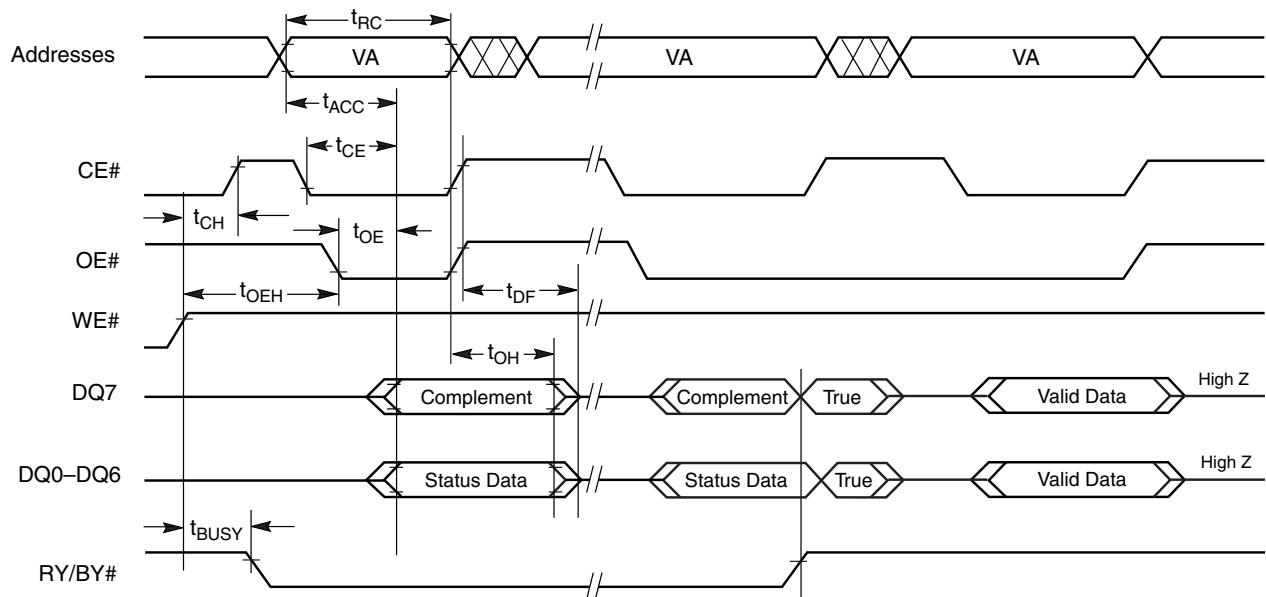 tRC
Addresses VA VA VA
tACC
tCE
CE#
tCH
tOE
OE#
tOEH tDF
WE#
tOH
DQ7 Complement Complement True Valid Data High Z
DQ0–DQ6 Status Data Status Data True Valid Data High Z
tBUSY
RY/BY#